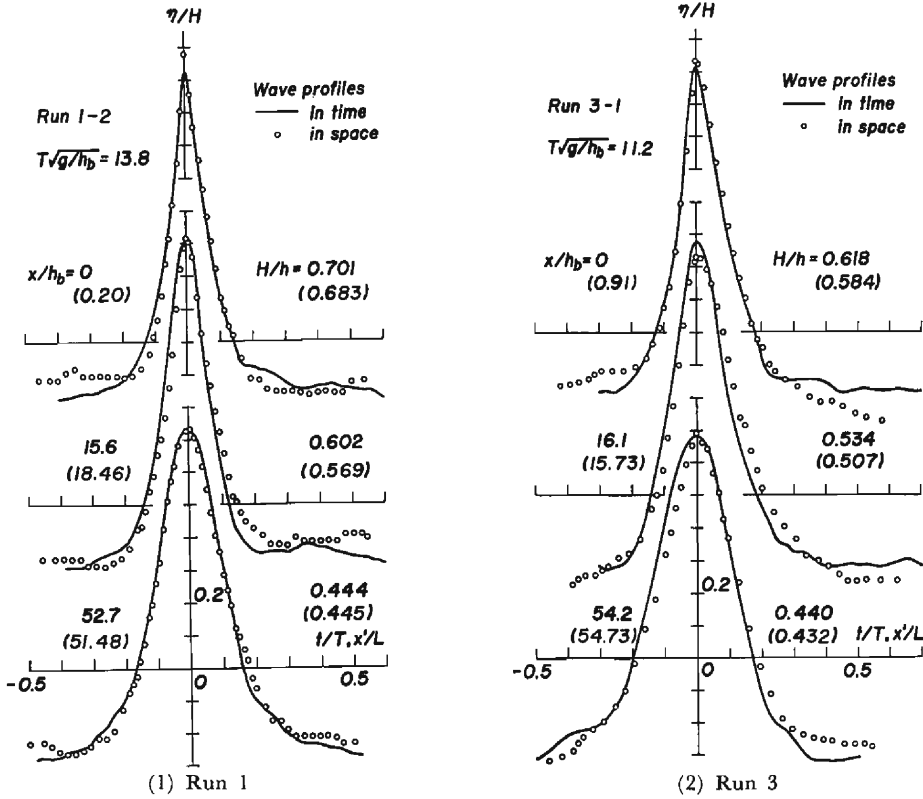 η/H
Run 1-2
T√g/h_b = 13.8
Wave profiles
— in time
○ in space
x/h_b = 0
(0.20)
H/h = 0.701
(0.683)
15.6
(18.46)
0.602
(0.569)
52.7
(51.48)
0.2
0.444
(0.445)
t/T, x'/L
-0.5
0
0.5
(1) Run 1
η/H
Run 3-1
T√g/h_b = 11.2
Wave profiles
— in time
○ in space
x/h_b = 0
(0.91)
H/h = 0.618
(0.584)
16.1
(15.73)
0.534
(0.507)
54.2
(54.73)
0.2
0.440
(0.432)
t/T, x'/L
-0.5
0
0.5
(2) Run 3